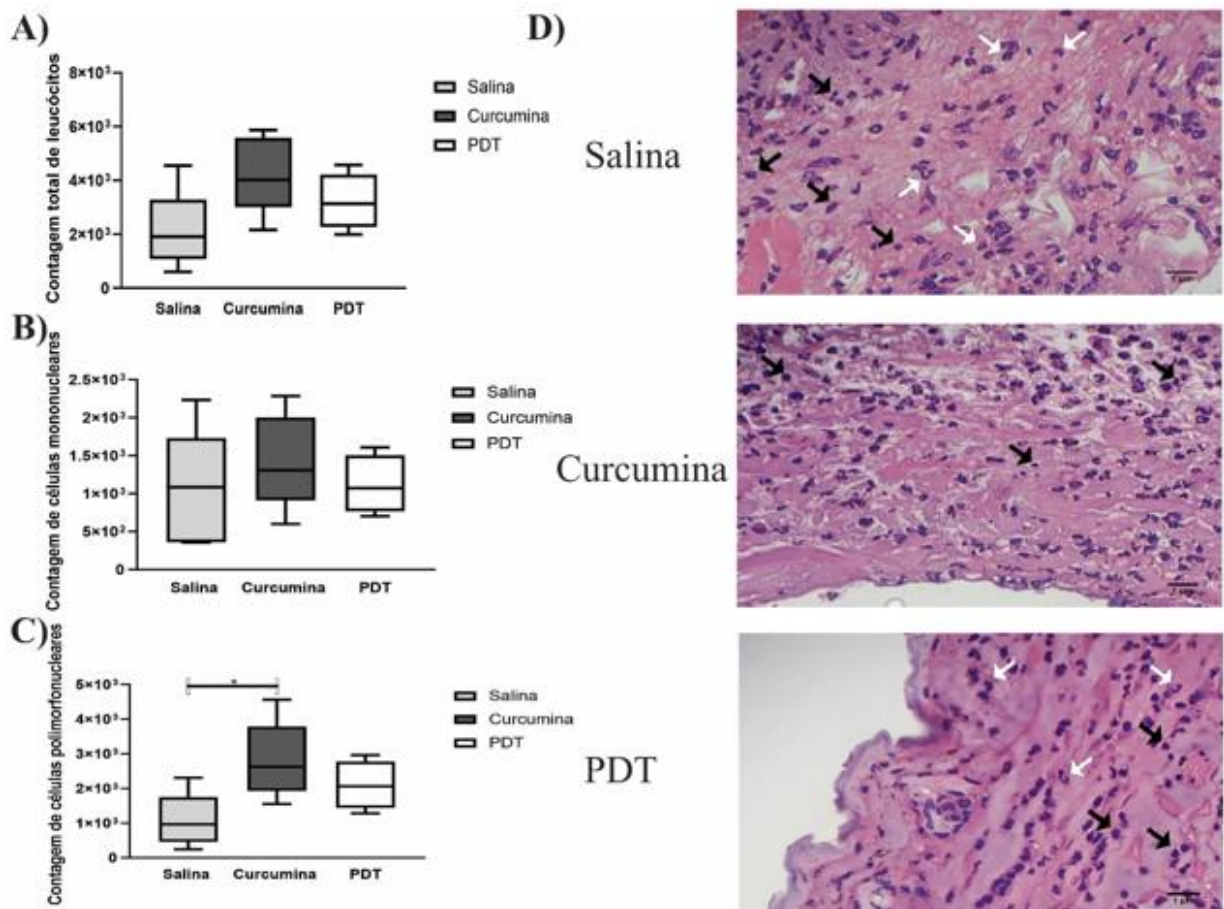 A)
Contagem total de leucócitos
8×10³
6×10³
4×10³
2×10³
0
Salina
Curcumina
PDT
Salina
Curcumina
PDT
B)
Contagem de células mononucleares
2.5×10³
2×10³
1.5×10³
1×10³
5×10²
0
Salina
Curcumina
PDT
Salina
Curcumina
PDT
C)
Contagem de células polimorfonucleares
5×10³
4×10³
3×10³
2×10³
1×10³
0
*
Salina
Curcumina
PDT
Salina
Curcumina
PDT
D)
Salina
Curcumina
PDT